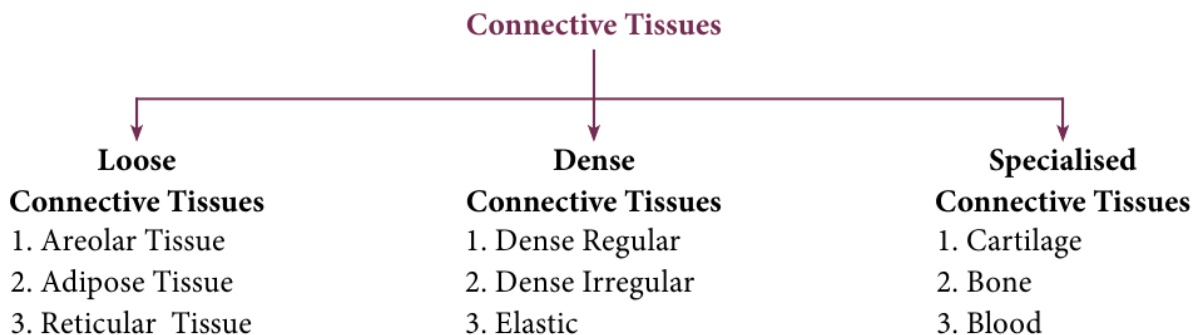 Connective Tissues
Loose
Connective Tissues
1. Areolar Tissue
2. Adipose Tissue
3. Reticular Tissue
Dense
Connective Tissues
1. Dense Regular
2. Dense Irregular
3. Elastic
Specialised
Connective Tissues
1. Cartilage
2. Bone
3. Blood